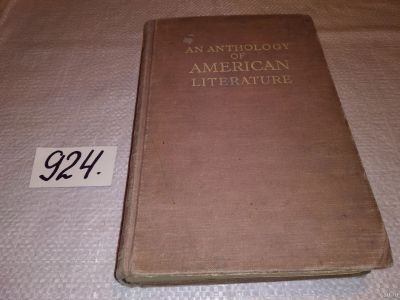 AN ANTHOLOGY
OF
AMERICAN
LITERATURE
924.